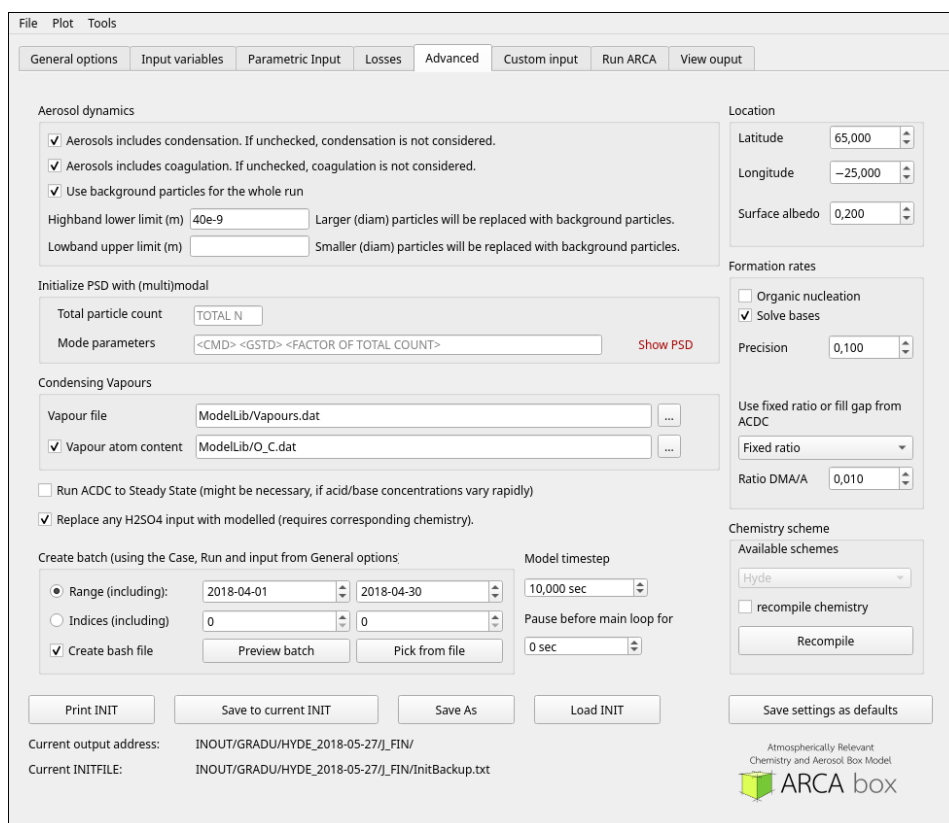 File Plot Tools
General options Input variables Parametric Input Losses Advanced Custom input Run ARCA View ouput
Aerosol dynamics
Aerosols includes condensation. If unchecked, condensation is not considered.
Aerosols includes coagulation. If unchecked, coagulation is not considered.
Use background particles for the whole run
Highband lower limit (m) 40e-9 Larger (diam) particles will be replaced with background particles.
Lowband upper limit (m) Smaller (diam) particles will be replaced with background particles.
Initialize PSD with (multi)modal
Total particle count TOTAL N
Mode parameters <CMD> <GSTD> <FACTOR OF TOTAL COUNT> Show PSD
Condensing Vapours
Vapour file ModelLib/Vapours.dat ...
Vapour atom content ModelLib/O_C.dat ...
Run ACDC to Steady State (might be necessary, if acid/base concentrations vary rapidly)
Replace any H2SO4 input with modelled (requires corresponding chemistry).
Create batch (using the Case, Run and input from General options
Range (including): 2018-04-01 2018-04-30
Indices (including) 0 0
Create bash file Preview batch Pick from file
Model timestep
10,000 sec
Pause before main loop for
0 sec
Location
Latitude 65,000
Longitude −25,000
Surface albedo 0,200
Formation rates
Organic nucleation
Solve bases
Precision 0,100
Use fixed ratio or fill gap from
ACDC
Fixed ratio
Ratio DMA/A 0,010
Chemistry scheme
Available schemes
Hyde
recompile chemistry
Recompile
Print INIT Save to current INIT Save As Load INIT Save settings as defaults
Current output address: INOUT/GRADU/HYDE_2018-05-27/J_FIN/
Current INITFILE: INOUT/GRADU/HYDE_2018-05-27/J_FIN/InitBackup.txt
Atmospherically Relevant
Chemistry and Aerosol Box Model
ARCA box